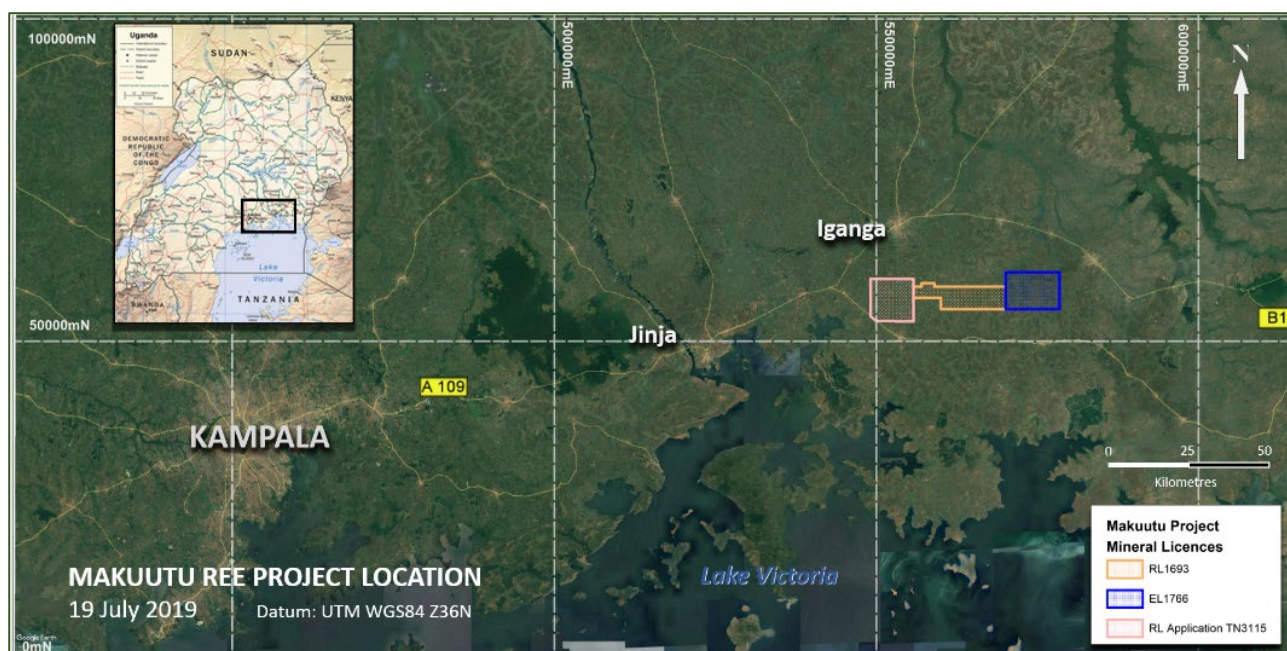 100000mN
500000mE
550000mE
600000mE
N
Uganda
SUDAN
KENYA
DEMOCRATIC
REPUBLIC
OF THE
CONGO
Lake
Victoria
RWANDA
TANZANIA
Iganga
50000mN
Jinja
B1
A 109
KAMPALA
0 25 50
Kilometres
Makuutu Project
Mineral Licences
RL1693
EL1766
RL Application TN3115
MAKUUTU REE PROJECT LOCATION
19 July 2019 Datum: UTM WGS84 Z36N
Lake Victoria
Google Earth
0mN